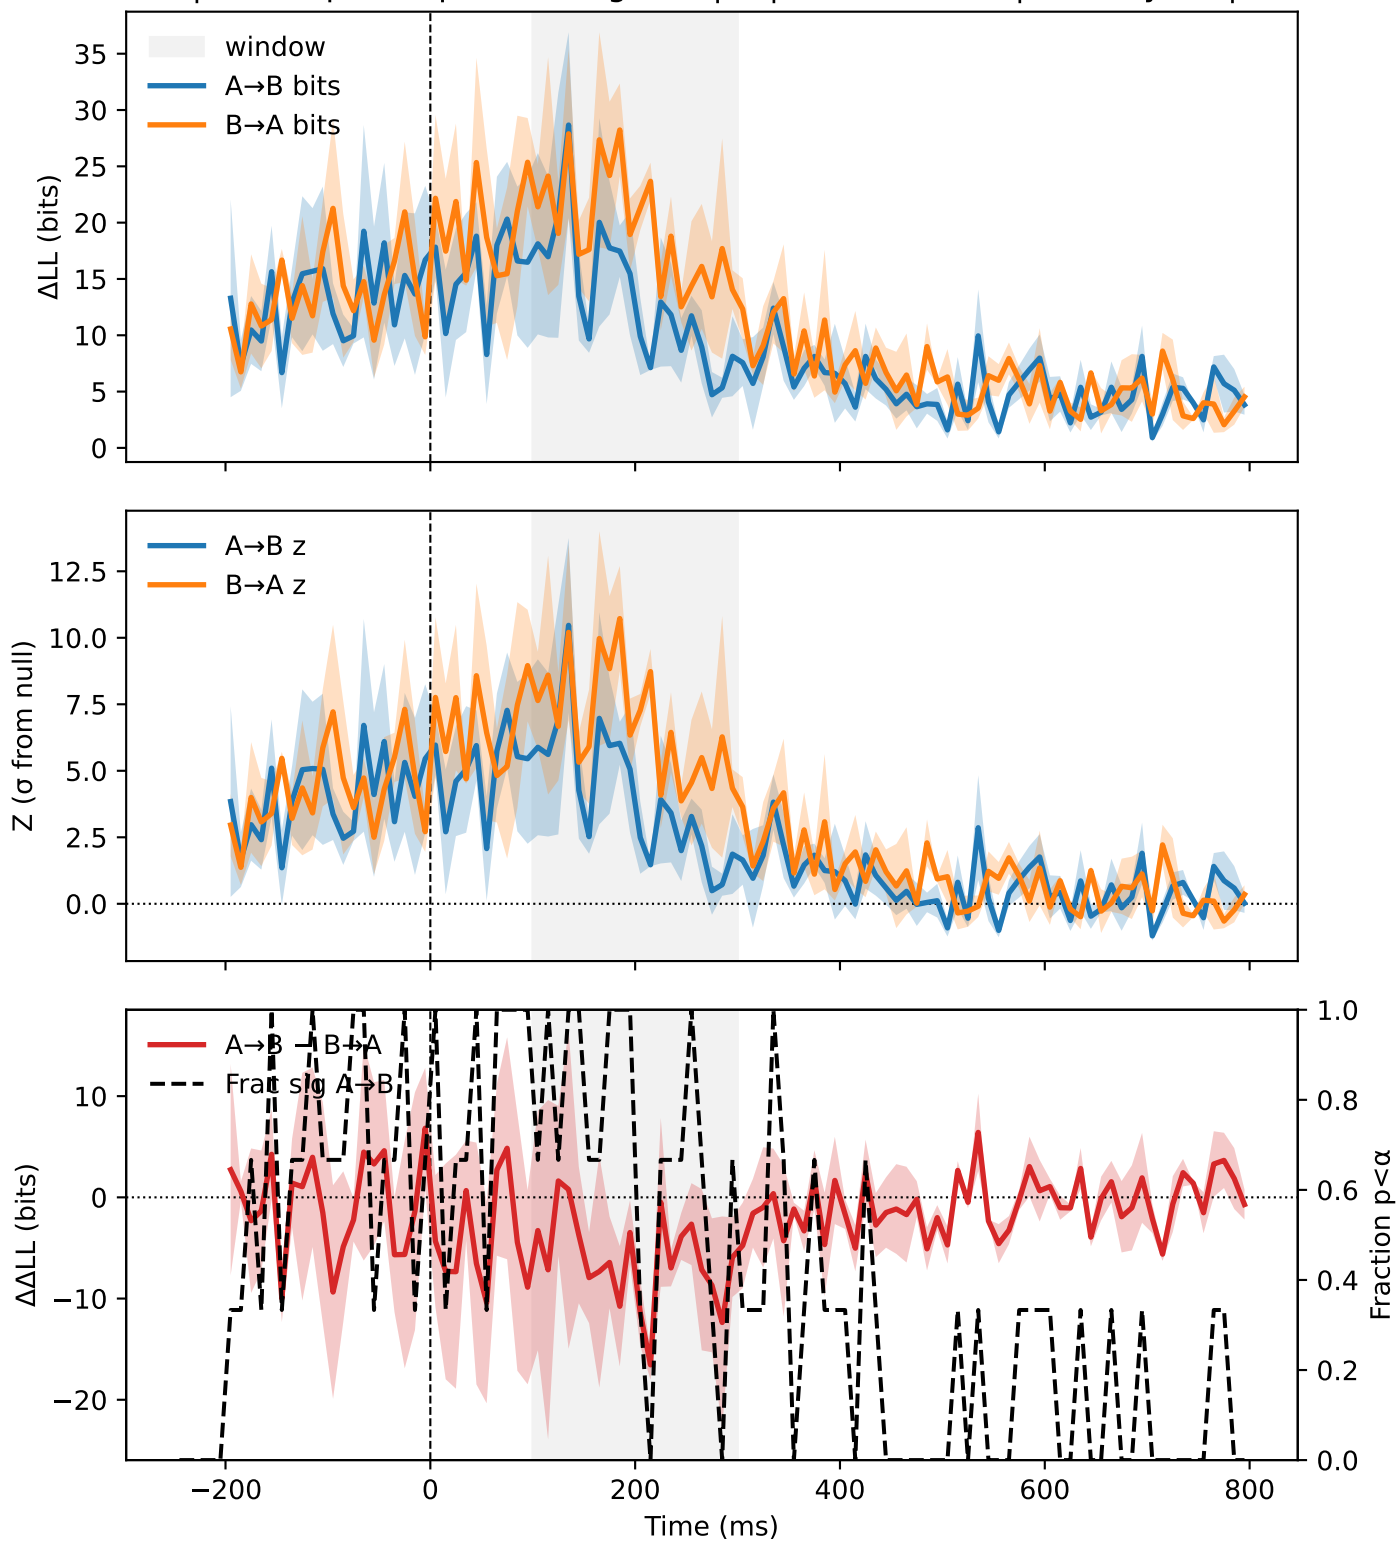 window
A→B bits
B→A bits
ΔLL (bits)
35
30
25
20
15
10
5
0
A→B z
B→A z
Z (σ from null)
12.5
10.0
7.5
5.0
2.5
0.0
A→B − B→A
Frac sig A→B
ΔΔLL (bits)
10
0
−10
−20
1.0
0.8
0.6
0.4
0.2
0.0
Fraction p<α
−200
0
200
400
600
800
Time (ms)